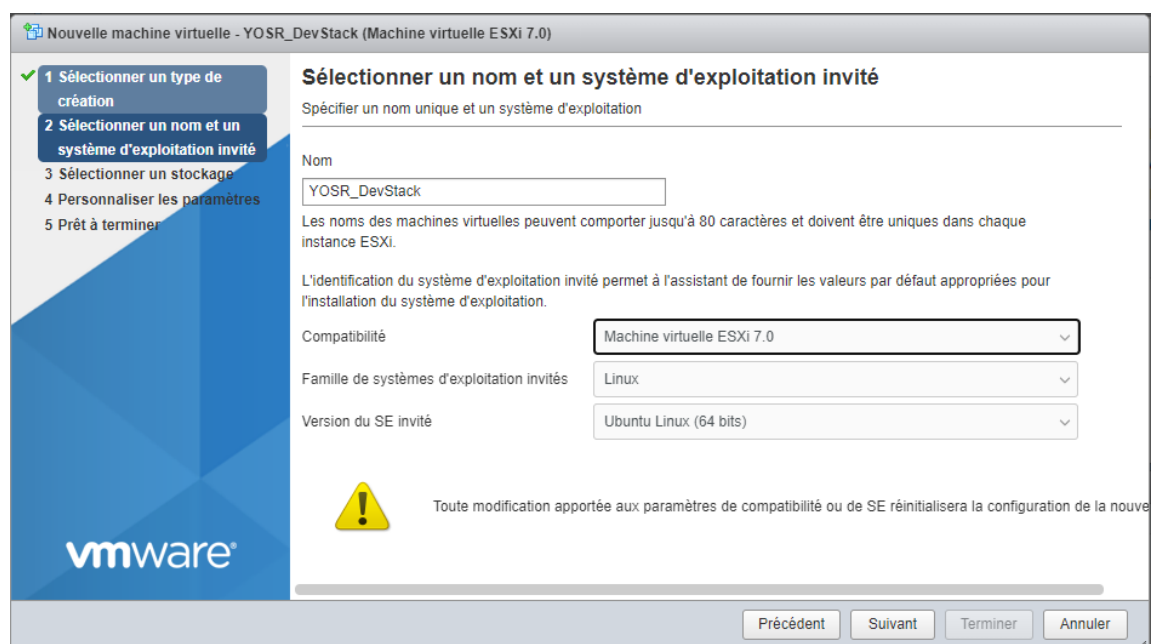 Nouvelle machine virtuelle - YOSR_DevStack (Machine virtuelle ESXi 7.0)
1 Sélectionner un type de
création
2 Sélectionner un nom et un
système d'exploitation invité
3 Sélectionner un stockage
4 Personnaliser les paramètres
5 Prêt à terminer
Sélectionner un nom et un système d'exploitation invité
Spécifier un nom unique et un système d'exploitation
Nom
YOSR_DevStack
Les noms des machines virtuelles peuvent comporter jusqu'à 80 caractères et doivent être uniques dans chaque
instance ESXi.
L'identification du système d'exploitation invité permet à l'assistant de fournir les valeurs par défaut appropriées pour
l'installation du système d'exploitation.
Compatibilité
Machine virtuelle ESXi 7.0
Famille de systèmes d'exploitation invités
Linux
Version du SE invité
Ubuntu Linux (64 bits)
Toute modification apportée aux paramètres de compatibilité ou de SE réinitialisera la configuration de la nouve
vmware®
Précédent
Suivant
Terminer
Annuler